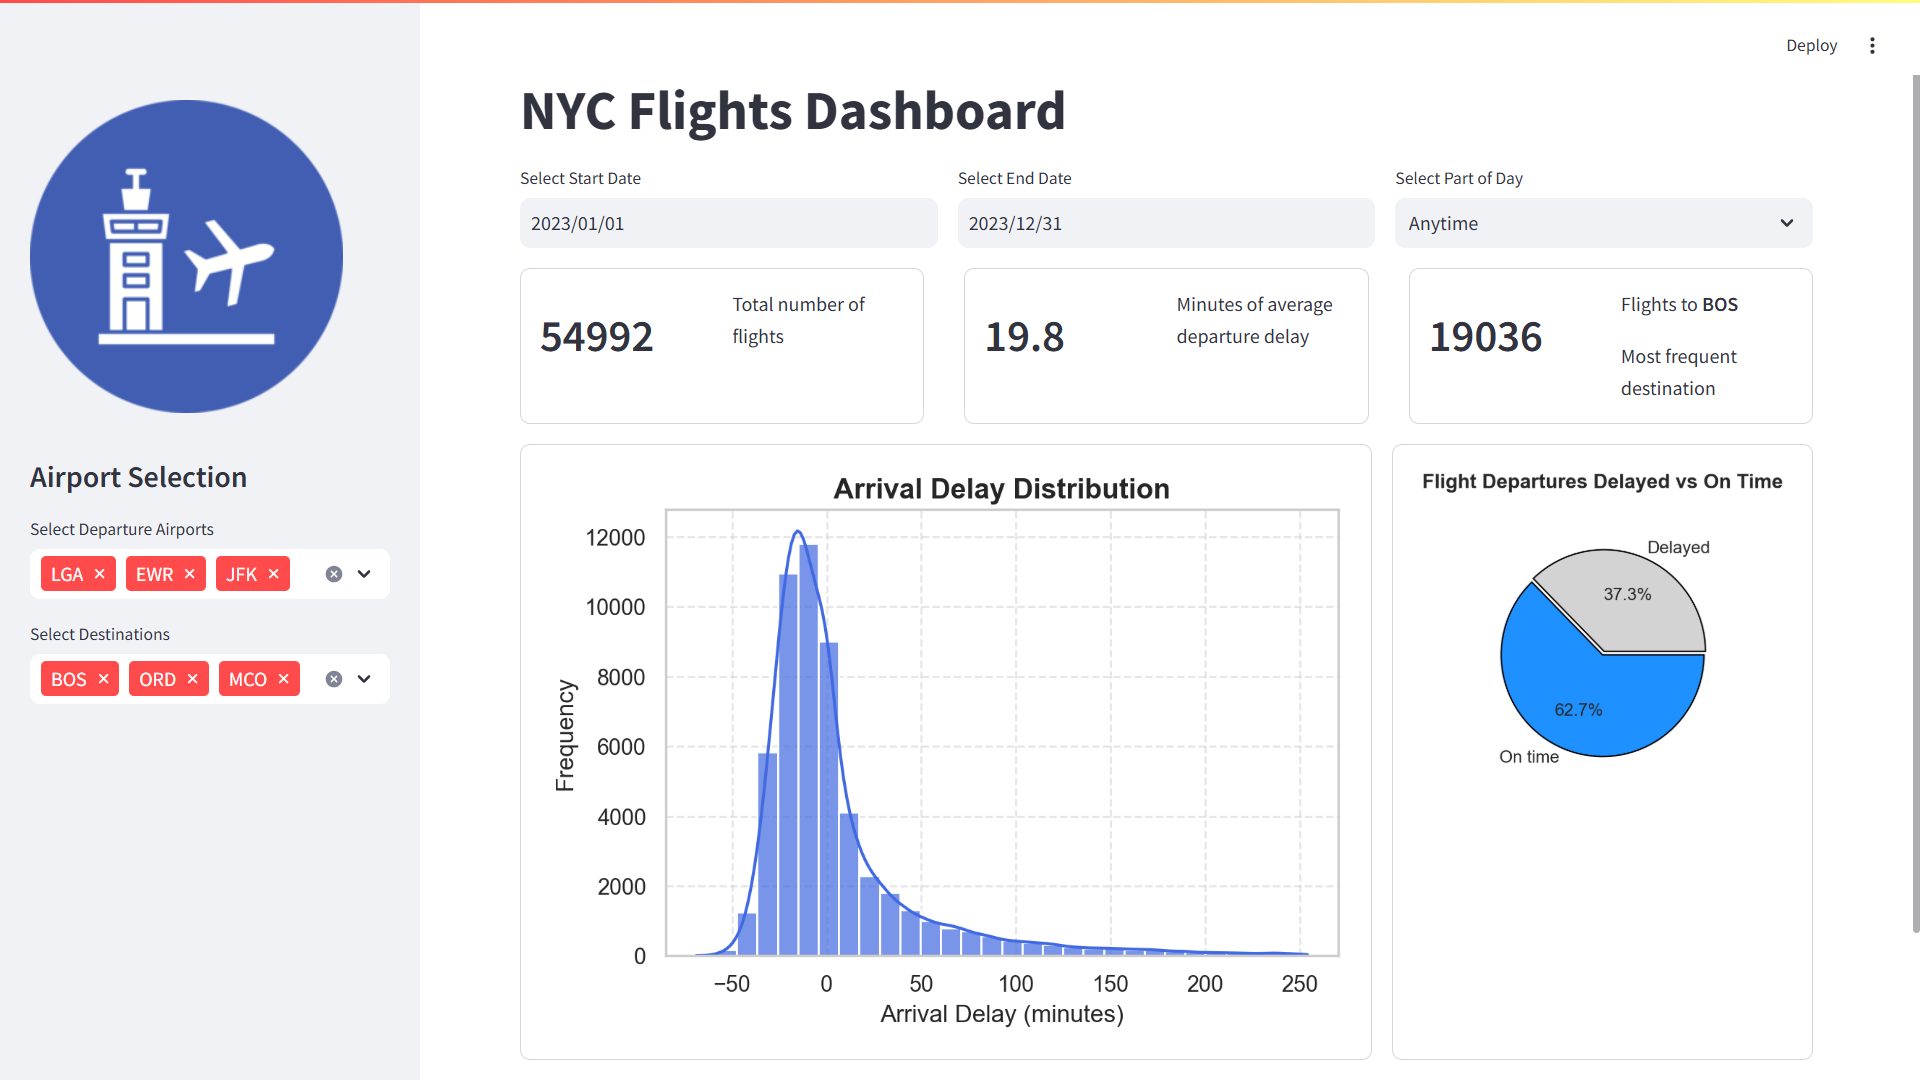 Deploy
NYC Flights Dashboard
Select Start Date
Select End Date
Select Part of Day
2023/01/01
2023/12/31
Anytime
54992
Total number of
flights
19.8
Minutes of average
departure delay
19036
Flights to BOS
Most frequent
destination
Airport Selection
Select Departure Airports
LGA
EWR
JFK
Select Destinations
BOS
ORD
MCO
Arrival Delay Distribution
Frequency
12000
10000
8000
6000
4000
2000
0
−50
0
50
100
150
200
250
Arrival Delay (minutes)
Flight Departures Delayed vs On Time
Delayed
37.3%
62.7%
On time